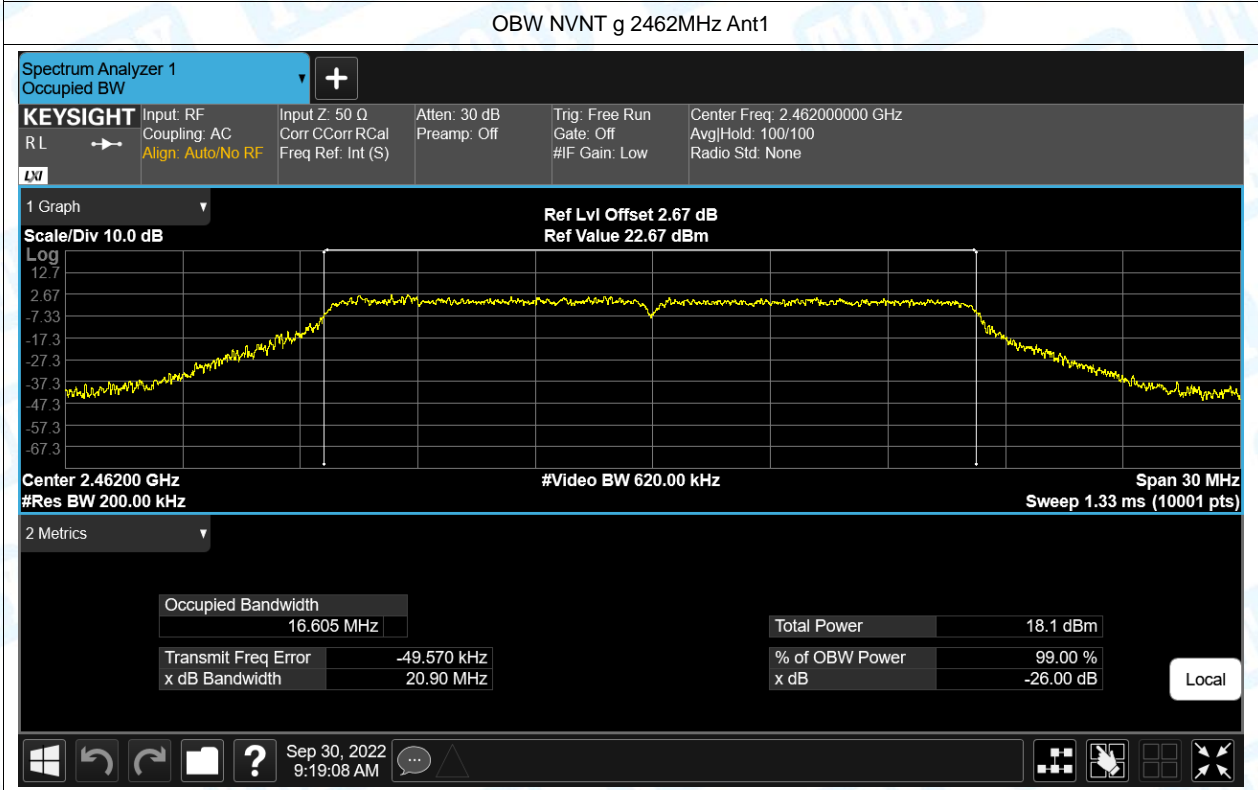 OBW NVNT g 2462MHz Ant1
Spectrum Analyzer 1
Occupied BW
KEYSIGHT
RL
LXI
Input: RF
Coupling: AC
Align: Auto/No RF
Input Z: 50 Ω
Corr CCorr RCal
Freq Ref: Int (S)
Atten: 30 dB
Preamp: Off
Trig: Free Run
Gate: Off
#IF Gain: Low
Center Freq: 2.462000000 GHz
Avg|Hold: 100/100
Radio Std: None
1 Graph
Scale/Div 10.0 dB
Ref Lvl Offset 2.67 dB
Ref Value 22.67 dBm
Log
12.7
2.67
-7.33
-17.3
-27.3
-37.3
-47.3
-57.3
-67.3
Center 2.46200 GHz
#Res BW 200.00 kHz
#Video BW 620.00 kHz
Span 30 MHz
Sweep 1.33 ms (10001 pts)
2 Metrics
Occupied Bandwidth
16.605 MHz
Transmit Freq Error -49.570 kHz
x dB Bandwidth 20.90 MHz
Total Power 18.1 dBm
% of OBW Power 99.00 %
x dB -26.00 dB
Local
?
Sep 30, 2022
9:19:08 AM